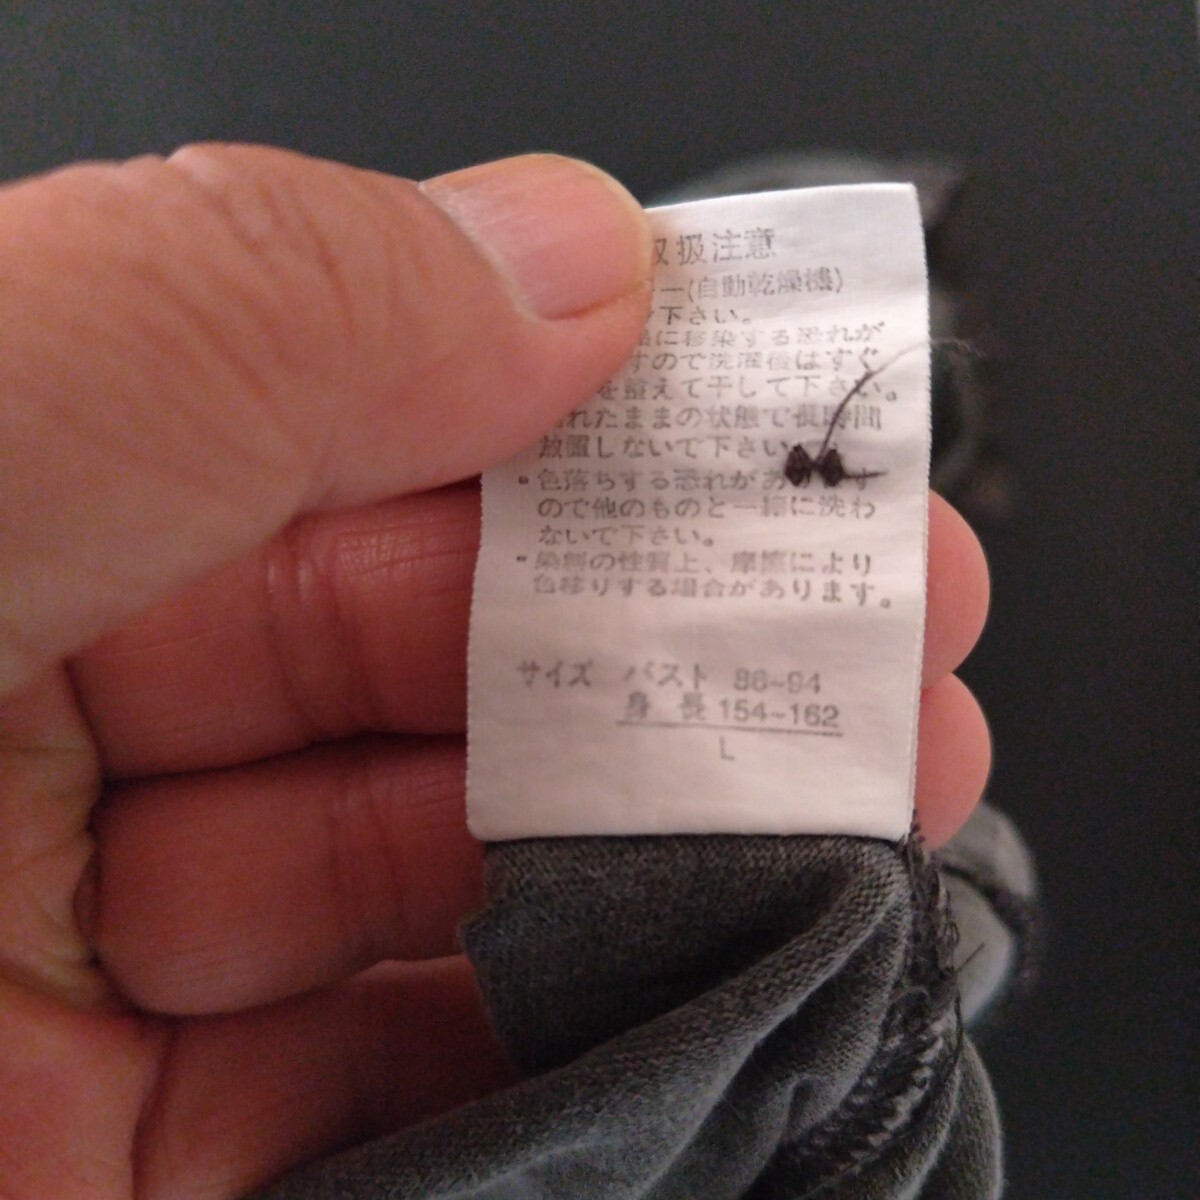 取扱注意
ー(自動乾燥機)
下さい。
に移染する恐れが
すので洗濯後はすぐ
を整えて干して下さい。
れたままの状態で長時間
放置しないで下さい。
・色落ちする恐れがあります
ので他のものと一緒に洗わ
ないで下さい。
・染料の性質上、摩擦により
色移りする場合があります。
サイズ バスト 86~94
身長 154~162
L